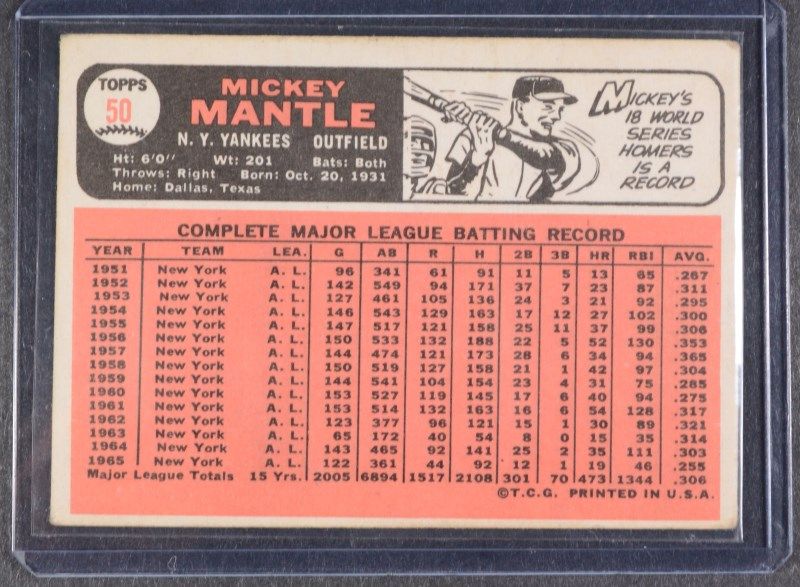 TOPPS
50
MICKEY
MANTLE
N. Y. YANKEES OUTFIELD
Ht: 6'0" Wt: 201 Bats: Both
Throws: Right Born: Oct. 20, 1931
Home: Dallas, Texas
MICKEY'S
18 WORLD
SERIES
HOMERS
IS A
RECORD
COMPLETE MAJOR LEAGUE BATTING RECORD
YEAR TEAM LEA. G AB R H 2B 3B HR RBI AVG.
1951 New York A. L. 96 341 61 91 11 5 13 65 .267
1952 New York A. L. 142 549 94 171 37 7 23 87 .311
1953 New York A. L. 127 461 105 136 24 3 21 92 .295
1954 New York A. L. 146 543 129 163 17 12 27 102 .300
1955 New York A. L. 147 517 121 158 25 11 37 99 .306
1956 New York A. L. 150 533 132 188 22 5 52 130 .353
1957 New York A. L. 144 474 121 173 28 6 34 94 .365
1958 New York A. L. 150 519 127 158 21 1 42 97 .304
1959 New York A. L. 144 541 104 154 23 4 31 75 .285
1960 New York A. L. 153 527 119 145 17 6 40 94 .275
1961 New York A. L. 153 514 132 163 16 6 54 128 .317
1962 New York A. L. 123 377 96 121 15 1 30 89 .321
1963 New York A. L. 65 172 40 54 8 0 15 35 .314
1964 New York A. L. 143 465 92 141 25 2 35 111 .303
1965 New York A. L. 122 361 44 92 12 1 19 46 .255
Major League Totals 15 Yrs. 2005 6894 1517 2108 301 70 473 1344 .306
©T.C.G. PRINTED IN U.S.A.